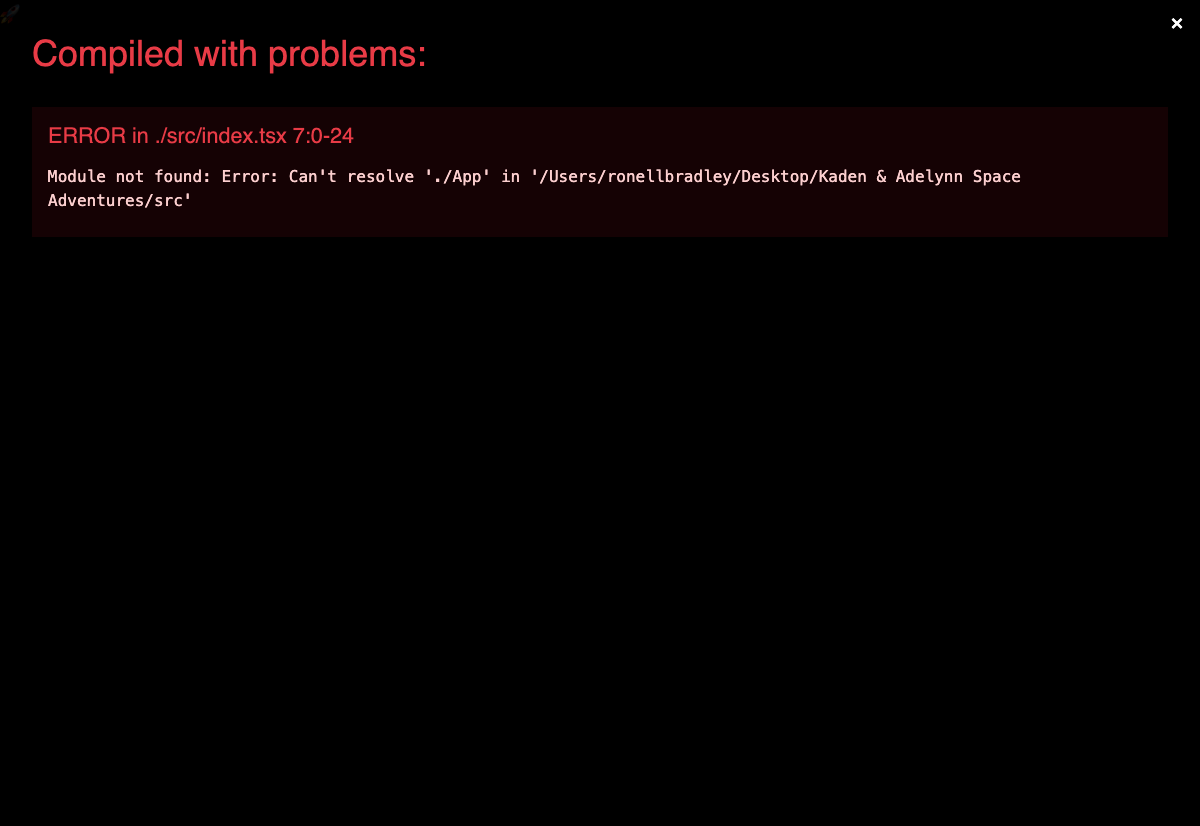 Compiled with problems:
ERROR in ./src/index.tsx 7:0-24
Module not found: Error: Can't resolve './App' in '/Users/ronellbradley/Desktop/Kaden & Adelynn Space
Adventures/src'